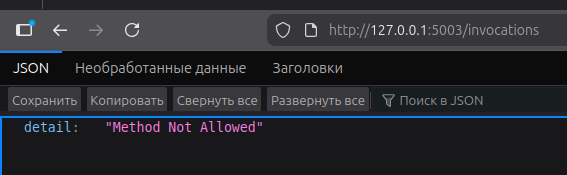 http://127.0.0.1:5003/invocations
JSON Необработанные данные Заголовки
Сохранить Копировать Свернуть все Развернуть все Поиск в JSON
detail: "Method Not Allowed"